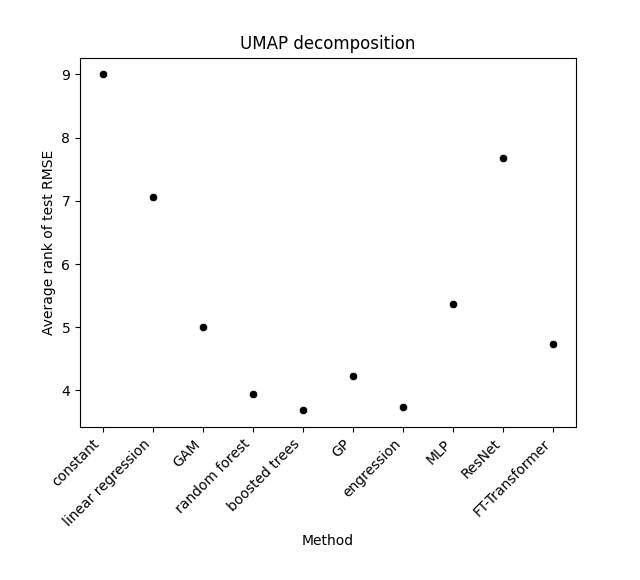 UMAP decomposition
Average rank of test RMSE
9
8
7
6
5
4
constant
linear regression
GAM
random forest
boosted trees
GP
engression
MLP
ResNet
FT-Transformer
Method